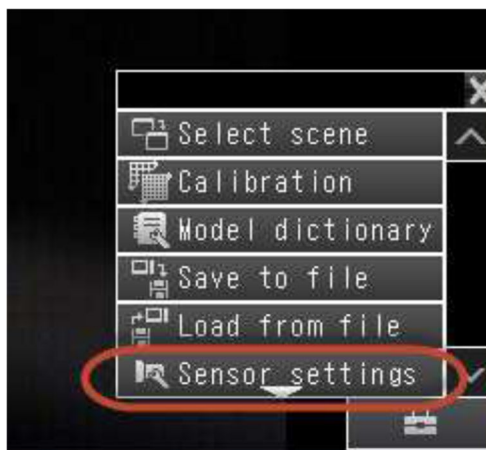 Select scene
Calibration
Model dictionary
Save to file
Load from file
Sensor settings